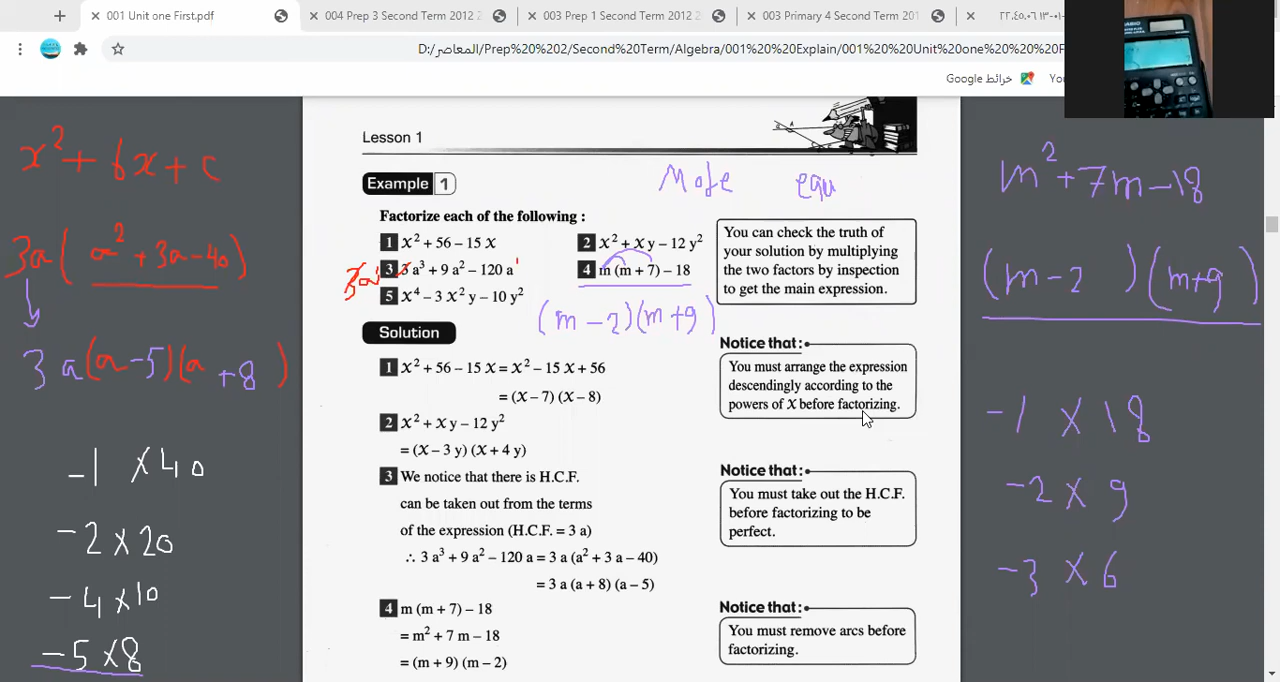 001 Unit one First.pdf
004 Prep 3 Second Term 2012 2
003 Prep 1 Second Term 2012 2
003 Primary 4 Second Term 201
D:/المعاصر/Prep%20%202/Second%20Term/Algebra/001%20%20Explain/001%20%20Unit%20one%20%20F
خرائط Google
CASIO
Lesson 1
Example 1
Mofe equ
Factorize each of the following :
1 x² + 56 – 15 x
2 x² + x y – 12 y²
3 3 a³ + 9 a² – 120 a
4 m (m + 7) – 18
5 x⁴ – 3 x² y – 10 y²
(m – 2)(m + 9)
You can check the truth of
your solution by multiplying
the two factors by inspection
to get the main expression.
Solution
1 x² + 56 – 15 x = x² – 15 x + 56
= (x – 7) (x – 8)
2 x² + x y – 12 y²
= (x – 3 y) (x + 4 y)
3 We notice that there is H.C.F.
can be taken out from the terms
of the expression (H.C.F. = 3 a)
∴ 3 a³ + 9 a² – 120 a = 3 a (a² + 3 a – 40)
= 3 a (a + 8) (a – 5)
4 m (m + 7) – 18
= m² + 7 m – 18
= (m + 9) (m – 2)
Notice that :
You must arrange the expression
descendingly according to the
powers of x before factorizing.
Notice that :
You must take out the H.C.F.
before factorizing to be
perfect.
Notice that :
You must remove arcs before
factorizing.
x² + bx + c
3a( a² + 3a – 40)
3 a(a – 5)(a + 8)
–1 × 40
–2 × 20
–4 × 10
–5 × 8
m² + 7m – 18
(m – 2)(m + 9)
–1 × 18
–2 × 9
–3 × 6